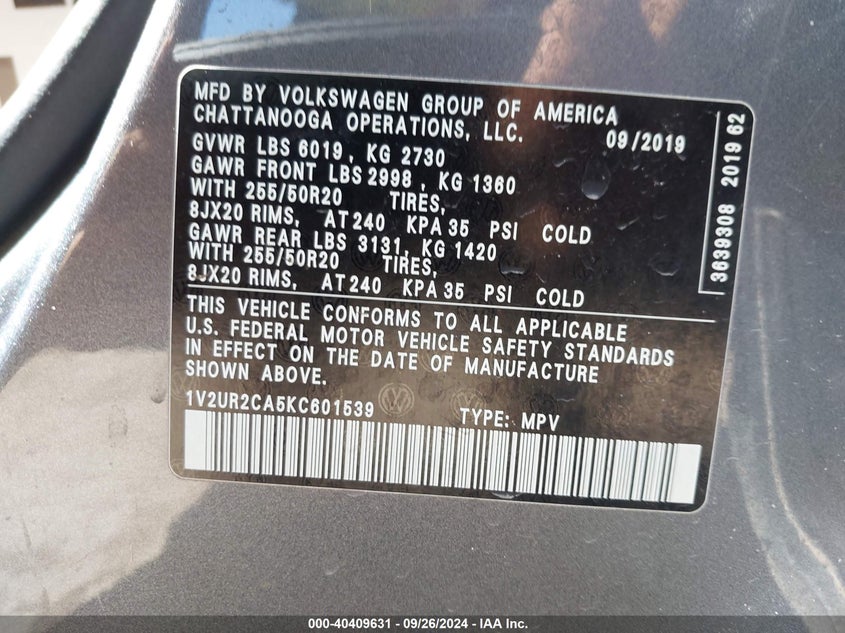 MFD BY VOLKSWAGEN GROUP OF AMERICA
CHATTANOOGA OPERATIONS, LLC. 09/2019
GVWR LBS 6019, KG 2730
GAWR FRONT LBS 2998, KG 1360
WITH 255/50R20 TIRES,
8JX20 RIMS, AT 240 KPA 35 PSI COLD
GAWR REAR LBS 3131, KG 1420
WITH 255/50R20 TIRES,
8JX20 RIMS, AT 240 KPA 35 PSI COLD
THIS VEHICLE CONFORMS TO ALL APPLICABLE
U.S. FEDERAL MOTOR VEHICLE SAFETY STANDARDS
IN EFFECT ON THE DATE OF MANUFACTURE
SHOWN ABOVE.
1V2UR2CA5KC601539 TYPE: MPV
3639308 2019 62
000-40409631 - 09/26/2024 - IAA Inc.